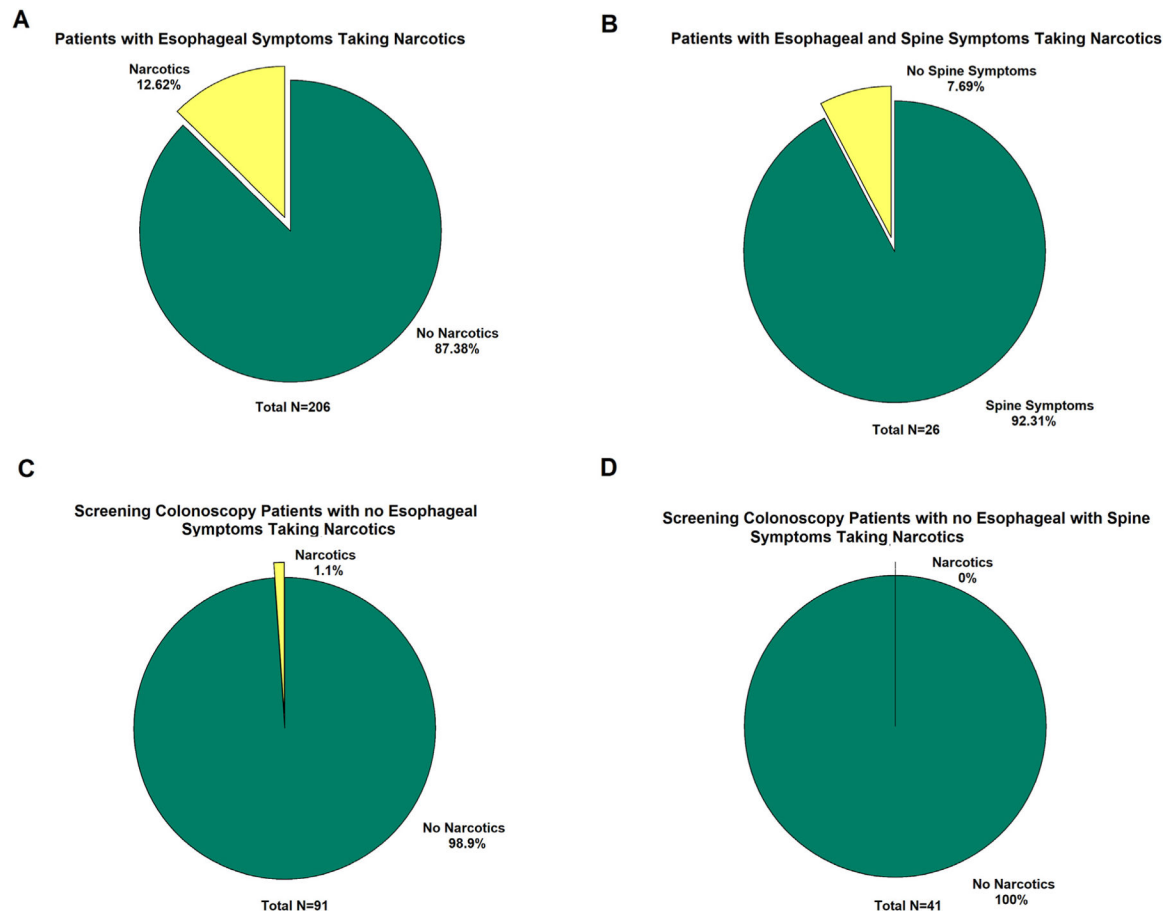 A
Patients with Esophageal Symptoms Taking Narcotics
Narcotics
12.62%
No Narcotics
87.38%
Total N=206
B
Patients with Esophageal and Spine Symptoms Taking Narcotics
No Spine Symptoms
7.69%
Spine Symptoms
92.31%
Total N=26
C
Screening Colonoscopy Patients with no Esophageal
Symptoms Taking Narcotics
Narcotics
1.1%
No Narcotics
98.9%
Total N=91
D
Screening Colonoscopy Patients with no Esophageal with Spine
Symptoms Taking Narcotics
Narcotics
0%
No Narcotics
100%
Total N=41